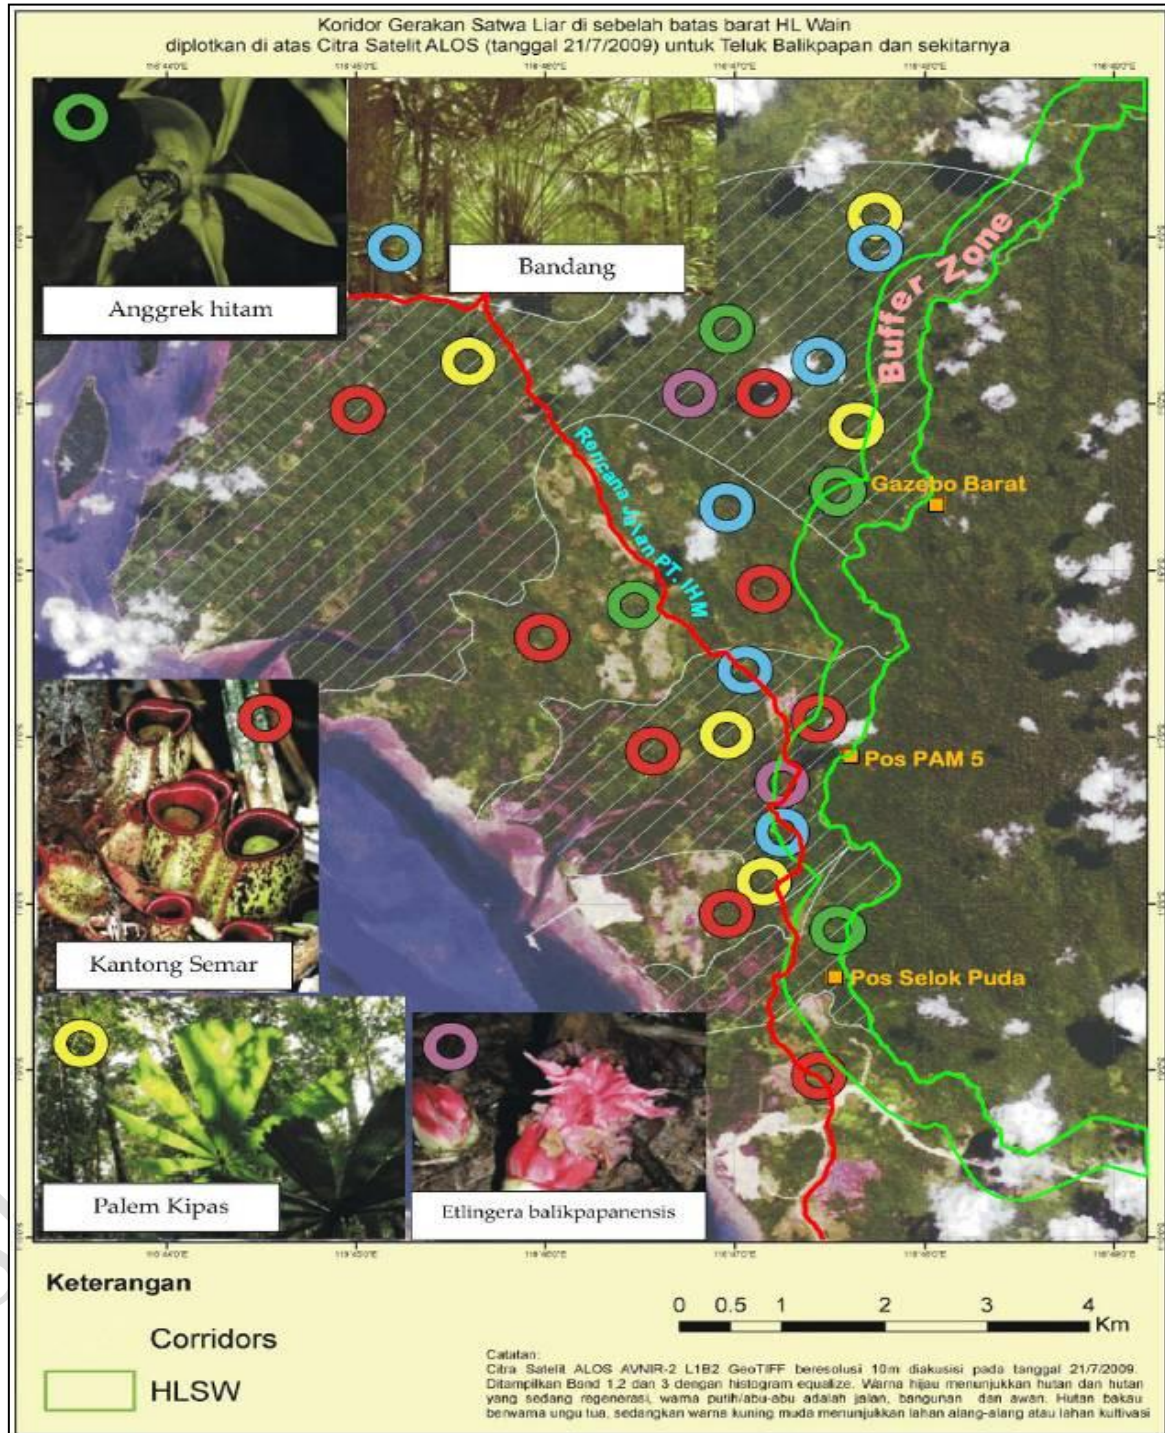 Koridor Gerakan Satwa Liar di sebelah batas barat HL Wain
diplotkan di atas Citra Satelit ALOS (tanggal 21/7/2009) untuk Teluk Balikpapan dan sekitarnya
Anggrek hitam
Bandang
Buffer Zone
Rencana Jalan PT. IHM
Gazebo Barat
Pos PAM 5
Kantong Semar
Pos Selok Puda
Palem Kipas
Etlingera balikpapanensis
Keterangan
Corridors
HLSW
0 0.5 1 2 3 4
Km
Catatan:
Citra Satelit ALOS AVNIR-2 L1B2 GeoTIFF beresolusi 10m diakusisi pada tanggal 21/7/2009.
Ditampilkan Band 1,2 dan 3 dengan histogram equalize. Warna hijau menunjukkan hutan dan hutan
yang sedang regenerasi, warna putih/abu-abu adalah jalan, bangunan dan awan. Hutan bakau
berwarna ungu tua, sedangkan warna kuning muda menunjukkan lahan alang-alang atau lahan kultivasi